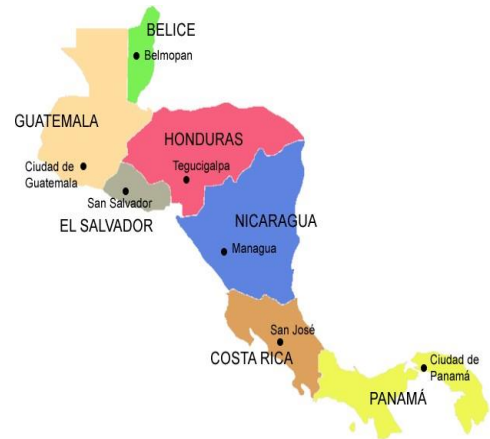 BELICE
Belmopan
GUATEMALA
HONDURAS
Ciudad de
Guatemala
Tegucigalpa
San Salvador
EL SALVADOR
NICARAGUA
Managua
San José
COSTA RICA
Ciudad de
Panamá
PANAMÁ